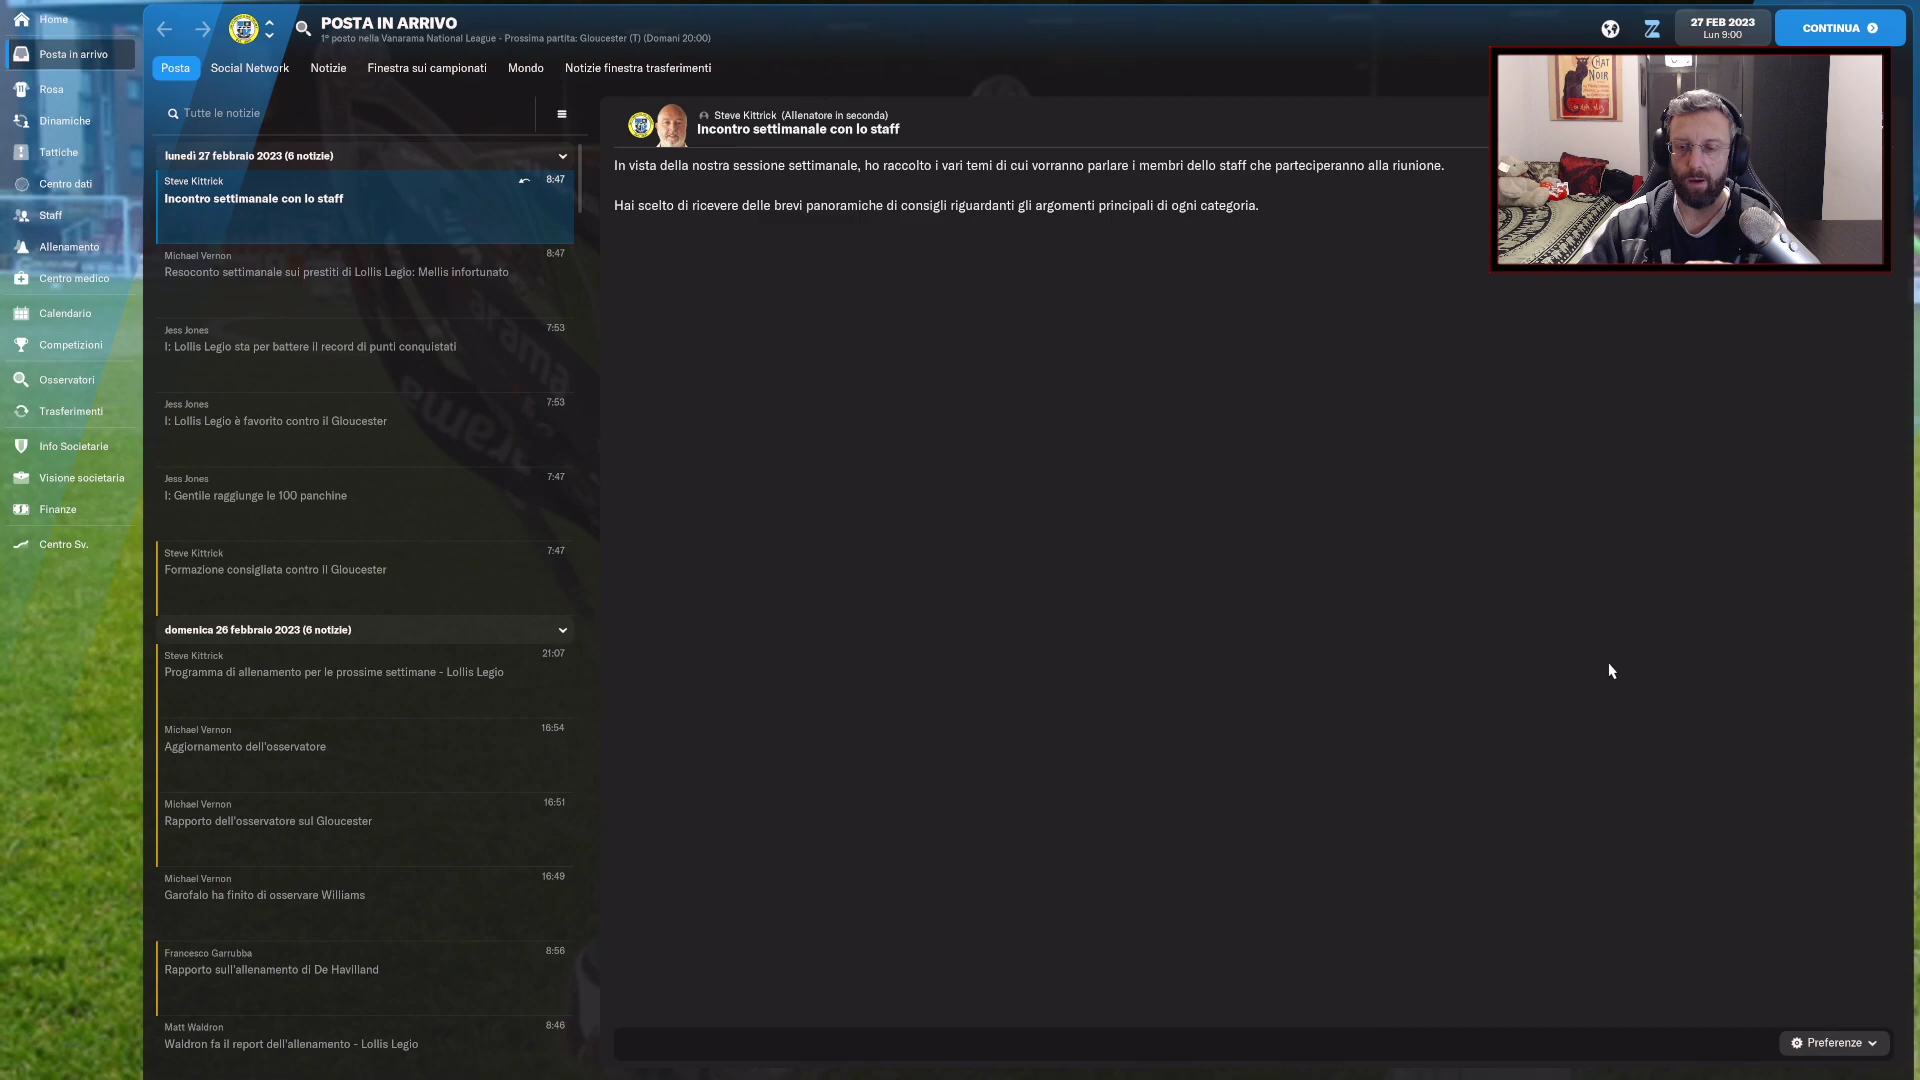 Home
Posta in arrivo
Rosa
Dinamiche
Tattiche
Centro dati
Staff
Allenamento
Centro medico
Calendario
Competizioni
Osservatori
Trasferimenti
Info Societarie
Visione societaria
Finanze
Centro Sv.
POSTA IN ARRIVO
1° posto nella Vanarama National League - Prossima partita: Gloucester (T) (Domani 20:00)
27 FEB 2023
Lun 9:00
CONTINUA
Posta
Social Network
Notizie
Finestra sui campionati
Mondo
Notizie finestra trasferimenti
Tutte le notizie
lunedì 27 febbraio 2023 (6 notizie)
Steve Kittrick 8:47
Incontro settimanale con lo staff
Michael Vernon 8:47
Resoconto settimanale sui prestiti di Lollis Legio: Mellis infortunato
Jess Jones 7:53
I: Lollis Legio sta per battere il record di punti conquistati
Jess Jones 7:53
I: Lollis Legio è favorito contro il Gloucester
Jess Jones 7:47
I: Gentile raggiunge le 100 panchine
Steve Kittrick 7:47
Formazione consigliata contro il Gloucester
domenica 26 febbraio 2023 (6 notizie)
Steve Kittrick 21:07
Programma di allenamento per le prossime settimane - Lollis Legio
Michael Vernon 16:54
Aggiornamento dell'osservatore
Michael Vernon 16:51
Rapporto dell'osservatore sul Gloucester
Michael Vernon 16:49
Garofalo ha finito di osservare Williams
Francesco Garrubba 8:56
Rapporto sull'allenamento di De Havilland
Matt Waldron 8:46
Waldron fa il report dell'allenamento - Lollis Legio
Steve Kittrick (Allenatore in seconda)
Incontro settimanale con lo staff
In vista della nostra sessione settimanale, ho raccolto i vari temi di cui vorranno parlare i membri dello staff che parteciperanno alla riunione.
Hai scelto di ricevere delle brevi panoramiche di consigli riguardanti gli argomenti principali di ogni categoria.
CHAT
NOIR
Preferenze